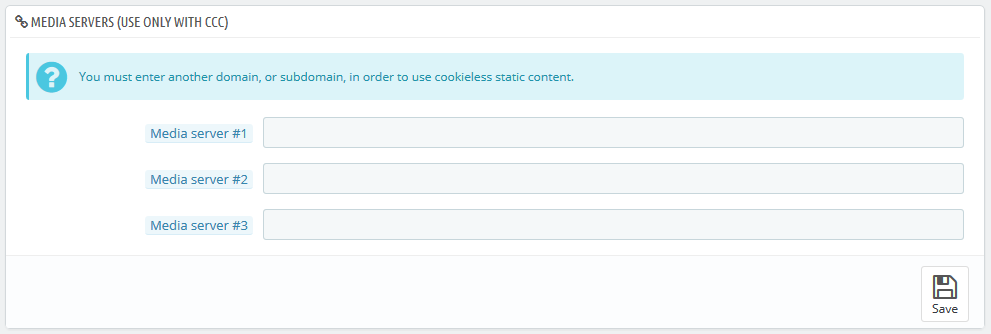 MEDIA SERVERS (USE ONLY WITH CCC)
You must enter another domain, or subdomain, in order to use cookieless static content.
Media server #1
Media server #2
Media server #3
Save